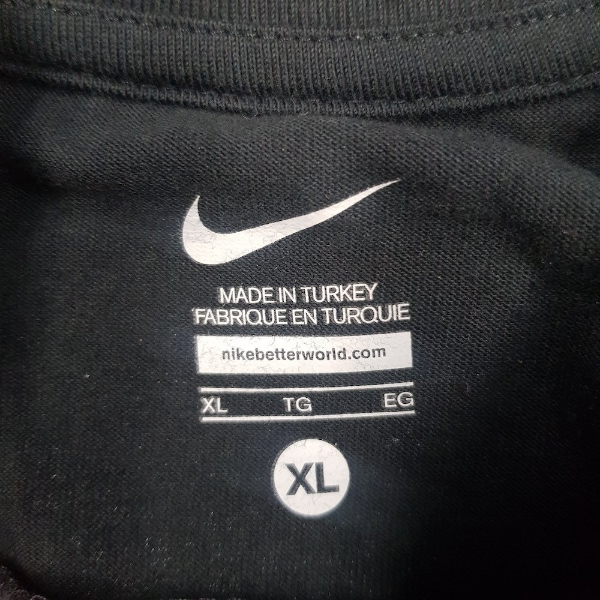 MADE IN TURKEY
FABRIQUE EN TURQUIE
nikebetterworld.com
XL TG EG
XL